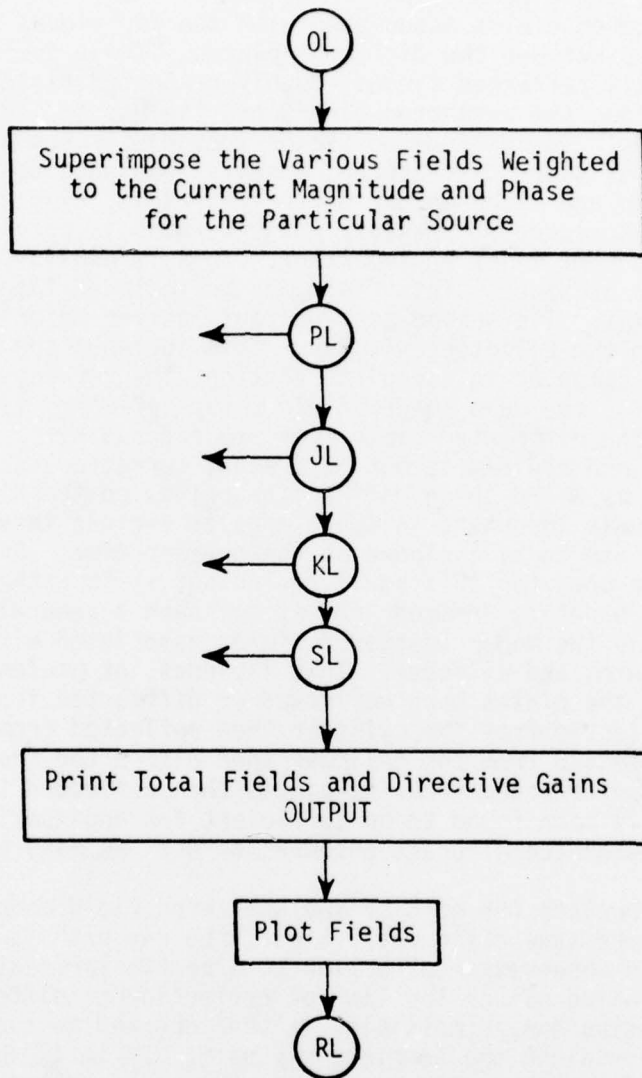 OL
Superimpose the Various Fields Weighted
to the Current Magnitude and Phase
for the Particular Source
PL
JL
KL
SL
Print Total Fields and Directive Gains
OUTPUT
Plot Fields
RL